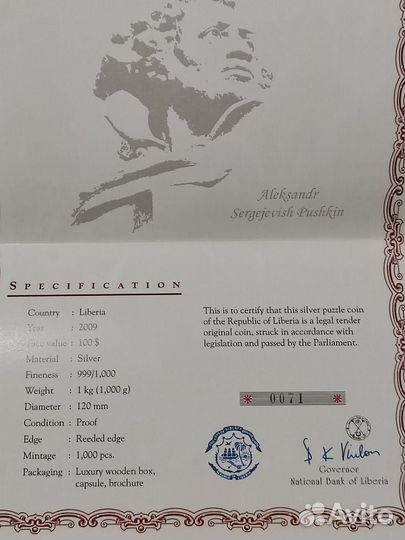 Aleksandr
Sergejevish Pushkin
SPECIFICATION
Country : Liberia
Year : 2009
Face value : 100 $
Material : Silver
Fineness : 999/1,000
Weight : 1 kg (1,000 g)
Diameter : 120 mm
Condition : Proof
Edge : Reeded edge
Mintage : 1,000 pcs.
Packaging : Luxury wooden box,
capsule, brochure
This is to certify that this silver puzzle coin
of the Republic of Liberia is a legal tender
original coin, struck in accordance with
legislation and passed by the Parliament.
* 0071 *
Governor
National Bank of Liberia
Avito